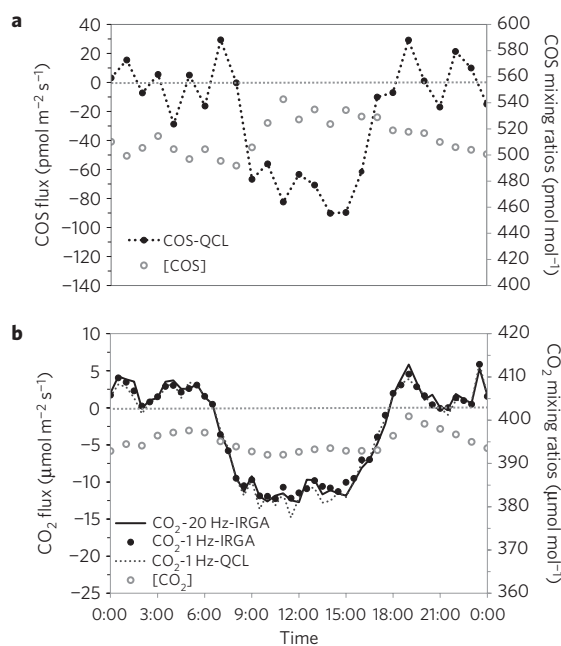 a
40
20
0
−20
−40
−60
−80
−100
−120
−140
COS flux (pmol m⁻² s⁻¹)
600
580
560
540
520
500
480
460
440
420
400
COS mixing ratios (pmol mol⁻¹)
COS-QCL
[COS]
b
10
5
0
−5
−10
−15
−20
−25
CO₂ flux (μmol m⁻² s⁻¹)
420
410
400
390
380
370
360
CO₂ mixing ratios (μmol mol⁻¹)
CO₂-20 Hz-IRGA
CO₂-1 Hz-IRGA
CO₂-1 Hz-QCL
[CO₂]
0:00 3:00 6:00 9:00 12:00 15:00 18:00 21:00 0:00
Time